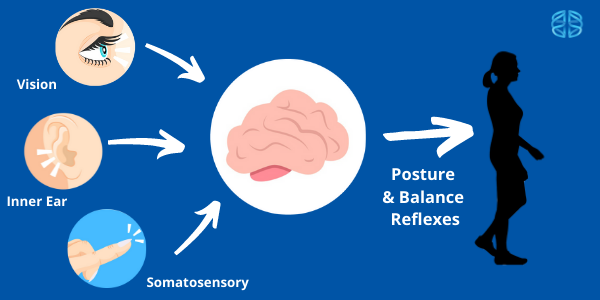 Vision
Inner Ear
Somatosensory
Posture
& Balance
Reflexes